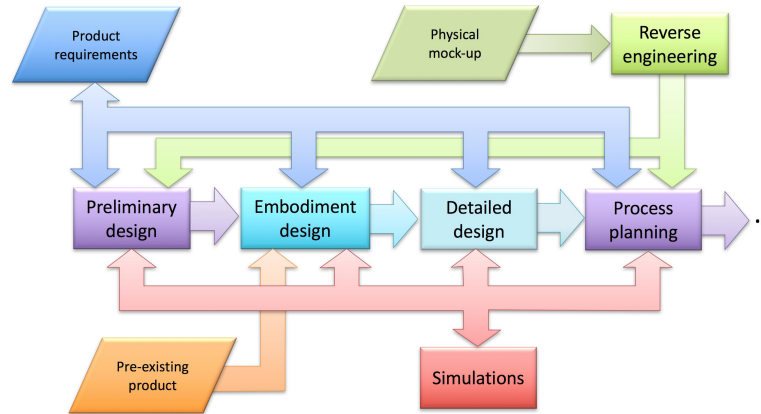 Product
requirements
Physical
mock-up
Reverse
engineering
Preliminary
design
Embodiment
design
Detailed
design
Process
planning
.
Pre-existing
product
Simulations